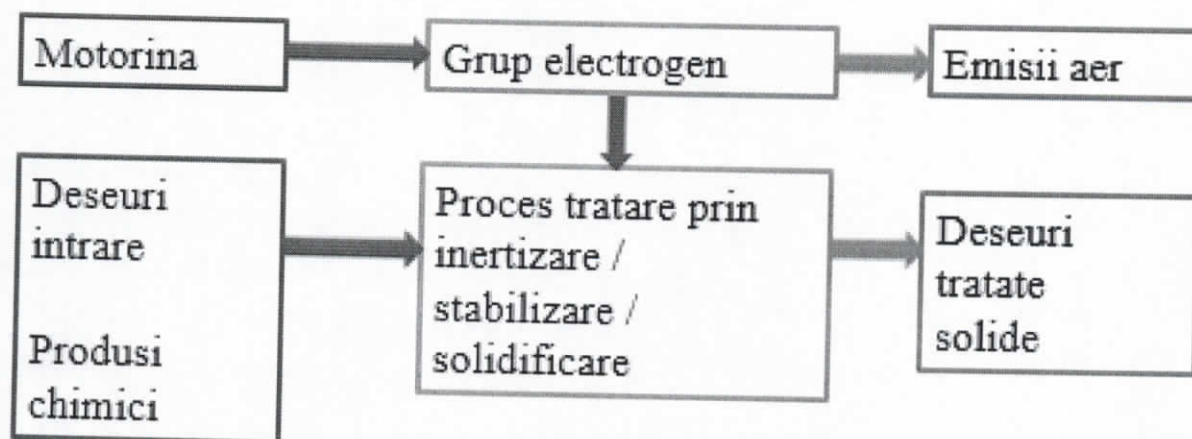 Motorina
Grup electrogen
Emisii aer
Deseuri
intrare
Produsi
chimici
Proces tratare prin
inertizare /
stabilizare /
solidificare
Deseuri
tratate
solide